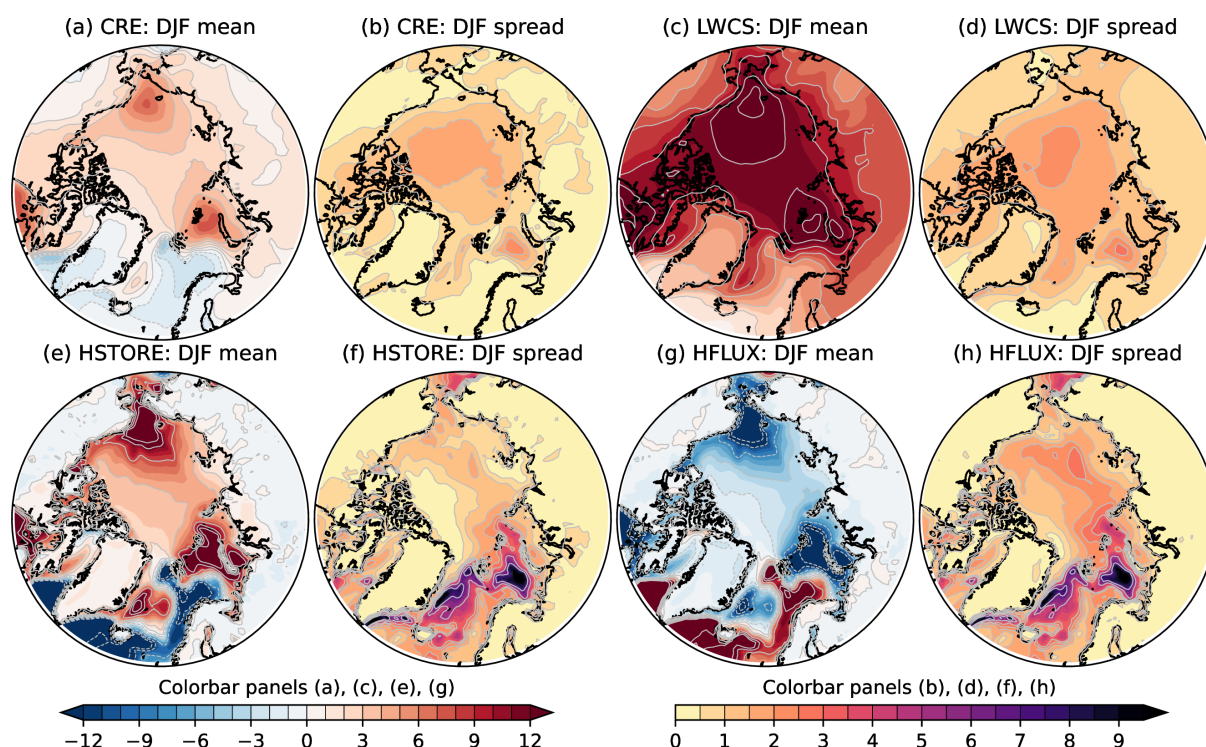 (a) CRE: DJF mean
(b) CRE: DJF spread
(c) LWCS: DJF mean
(d) LWCS: DJF spread
(e) HSTORE: DJF mean
(f) HSTORE: DJF spread
(g) HFLUX: DJF mean
(h) HFLUX: DJF spread
Colorbar panels (a), (c), (e), (g)
−12 −9 −6 −3 0 3 6 9 12
Colorbar panels (b), (d), (f), (h)
0 1 2 3 4 5 6 7 8 9